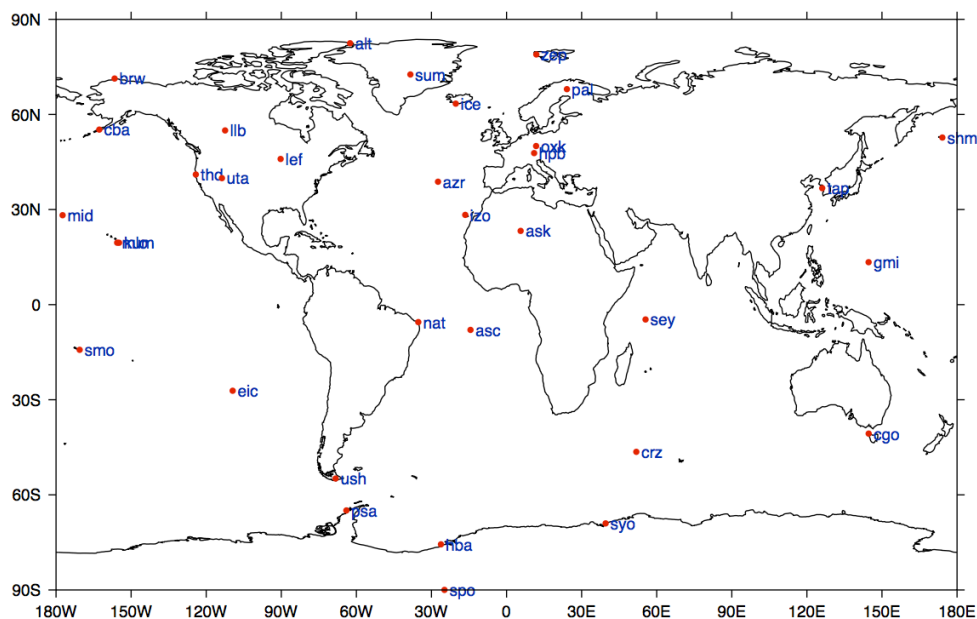 90N
alt
zep
brw
sum
pal
ice
60N
cba
llb
shm
oxk
hpb
lef
thd
uta
azr
tap
30N
mid
izo
ask
kum
gmi
0
nat
sey
asc
smo
eic
30S
cgo
crz
ush
60S
psa
syo
hba
90S
spo
180W 150W 120W 90W 60W 30W 0 30E 60E 90E 120E 150E 180E